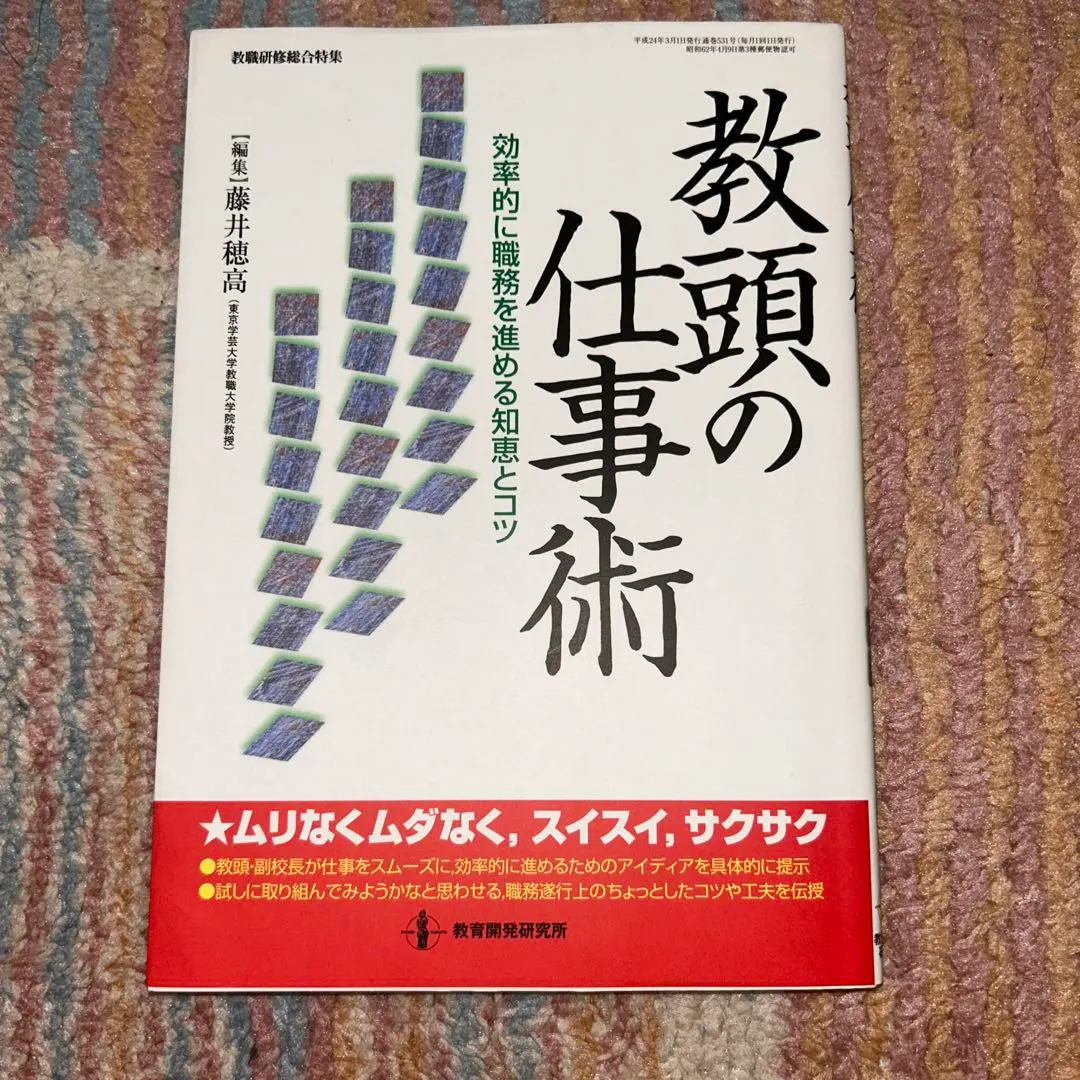 教職研修総合特集
平成24年3月1日発行通巻531号(毎月1回1日発行)
昭和62年4月9日第3種郵便物認可
教頭の
仕事術
効率的に職務を進める知恵とコツ
【編集】藤井穂高(東京学芸大学教職大学院教授)
★ムリなくムダなく,スイスイ,サクサク
●教頭・副校長が仕事をスムーズに,効率的に進めるためのアイディアを具体的に提示
●試しに取り組んでみようかなと思わせる,職務遂行上のちょっとしたコツや工夫を伝授
教育開発研究所